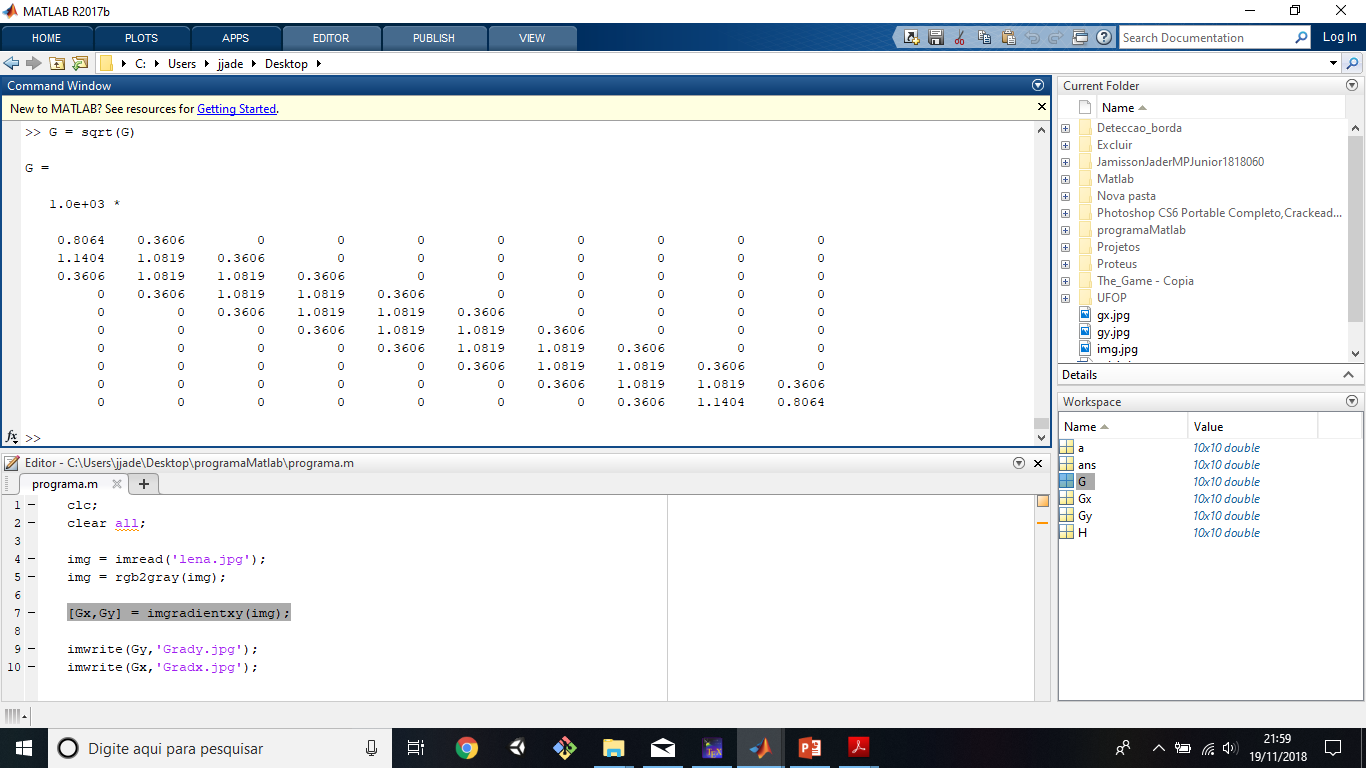 MATLAB R2017b
HOME PLOTS APPS EDITOR PUBLISH VIEW Search Documentation Log In
C: Users jjade Desktop
Command Window
New to MATLAB? See resources for Getting Started.
>> G = sqrt(G)
G =
1.0e+03 *
0.8064 0.3606 0 0 0 0 0 0 0 0
1.1404 1.0819 0.3606 0 0 0 0 0 0 0
0.3606 1.0819 1.0819 0.3606 0 0 0 0 0 0
0 0.3606 1.0819 1.0819 0.3606 0 0 0 0 0
0 0 0.3606 1.0819 1.0819 0.3606 0 0 0 0
0 0 0 0.3606 1.0819 1.0819 0.3606 0 0 0
0 0 0 0 0.3606 1.0819 1.0819 0.3606 0 0
0 0 0 0 0 0.3606 1.0819 1.0819 0.3606 0
0 0 0 0 0 0 0.3606 1.0819 1.0819 0.3606
0 0 0 0 0 0 0 0.3606 1.1404 0.8064
fx >>
Current Folder
Name
Deteccao_borda
Excluir
JamissonJaderMPJunior1818060
Matlab
Nova pasta
Photoshop CS6 Portable Completo,Crackead...
programaMatlab
Projetos
Proteus
The_Game - Copia
UFOP
gx.jpg
gy.jpg
img.jpg
Details
Workspace
Name Value
a 10x10 double
ans 10x10 double
G 10x10 double
Gx 10x10 double
Gy 10x10 double
H 10x10 double
Editor - C:\Users\jjade\Desktop\programaMatlab\programa.m
programa.m
1 clc;
2 clear all;
3
4 img = imread('lena.jpg');
5 img = rgb2gray(img);
6
7 [Gx,Gy] = imgradientxy(img);
8
9 imwrite(Gy,'Grady.jpg');
10 imwrite(Gx,'Gradx.jpg');
Digite aqui para pesquisar
21:59
19/11/2018